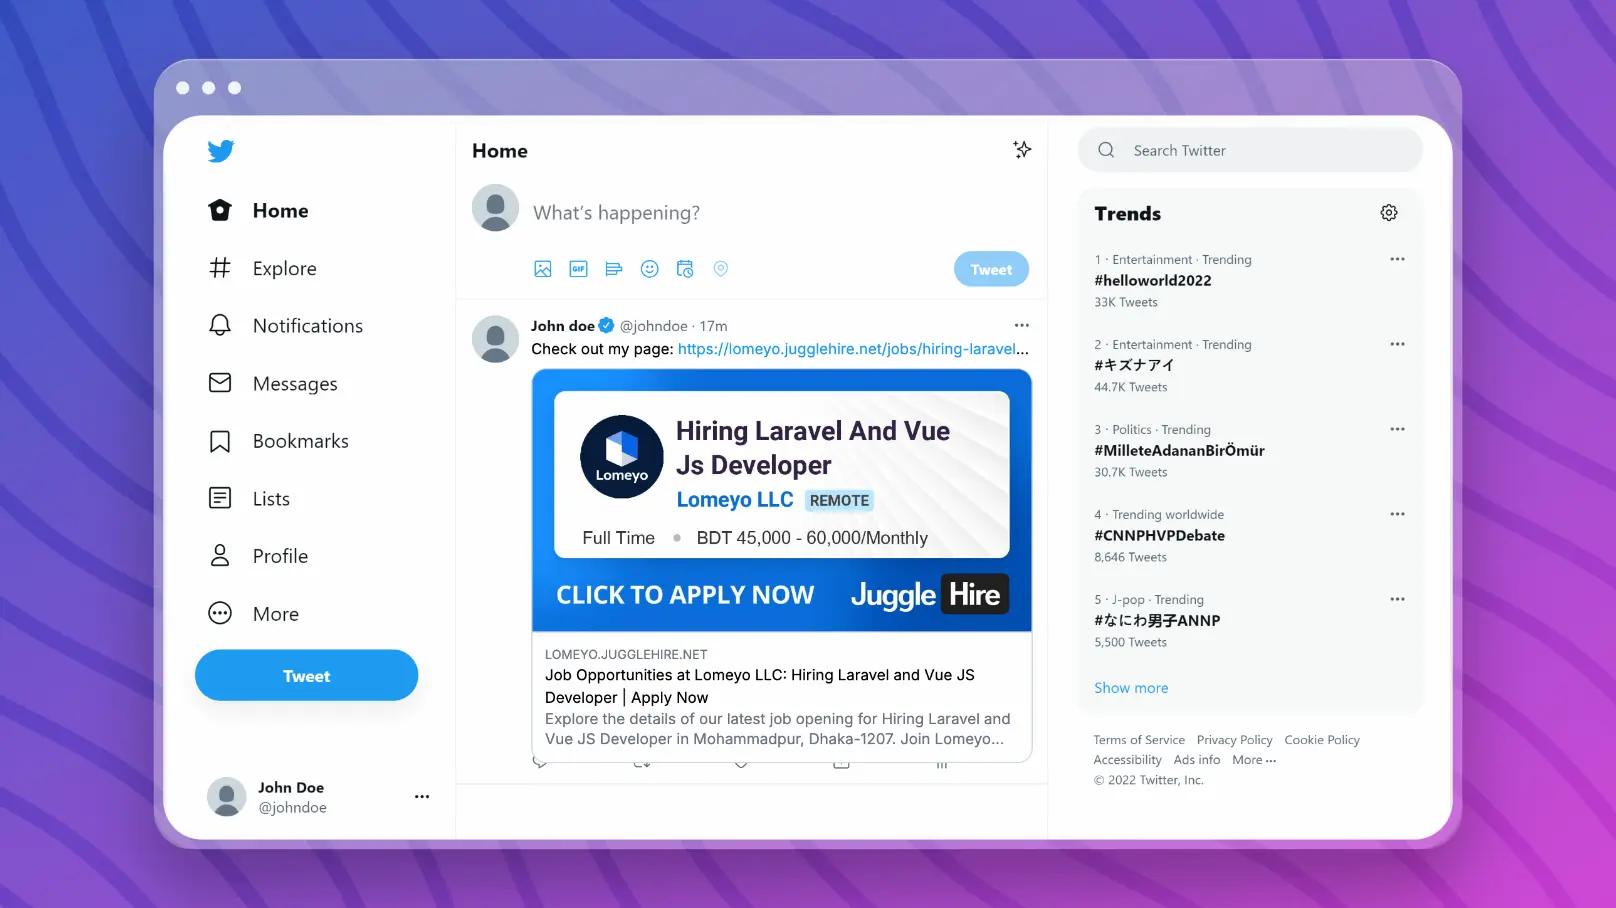 Home
Explore
Notifications
Messages
Bookmarks
Lists
Profile
More
Tweet
John Doe
@johndoe
Home
What's happening?
GIF
Tweet
John doe @johndoe · 17m
Check out my page: https://lomeyo.jugglehire.net/jobs/hiring-laravel...
Lomeyo
Hiring Laravel And Vue
Js Developer
Lomeyo LLC REMOTE
Full Time • BDT 45,000 - 60,000/Monthly
CLICK TO APPLY NOW Juggle Hire
LOMEYO.JUGGLEHIRE.NET
Job Opportunities at Lomeyo LLC: Hiring Laravel and Vue JS
Developer | Apply Now
Explore the details of our latest job opening for Hiring Laravel and
Vue JS Developer in Mohammadpur, Dhaka-1207. Join Lomeyo...
Search Twitter
Trends
1 · Entertainment · Trending
#helloworld2022
33K Tweets
2 · Entertainment · Trending
#キズナアイ
44.7K Tweets
3 · Politics · Trending
#MilleteAdananBirÖmür
30.7K Tweets
4 · Trending worldwide
#CNNPHVPDebate
8,646 Tweets
5 · J-pop · Trending
#なにわ男子ANNP
5,500 Tweets
Show more
Terms of Service Privacy Policy Cookie Policy
Accessibility Ads info More ···
© 2022 Twitter, Inc.